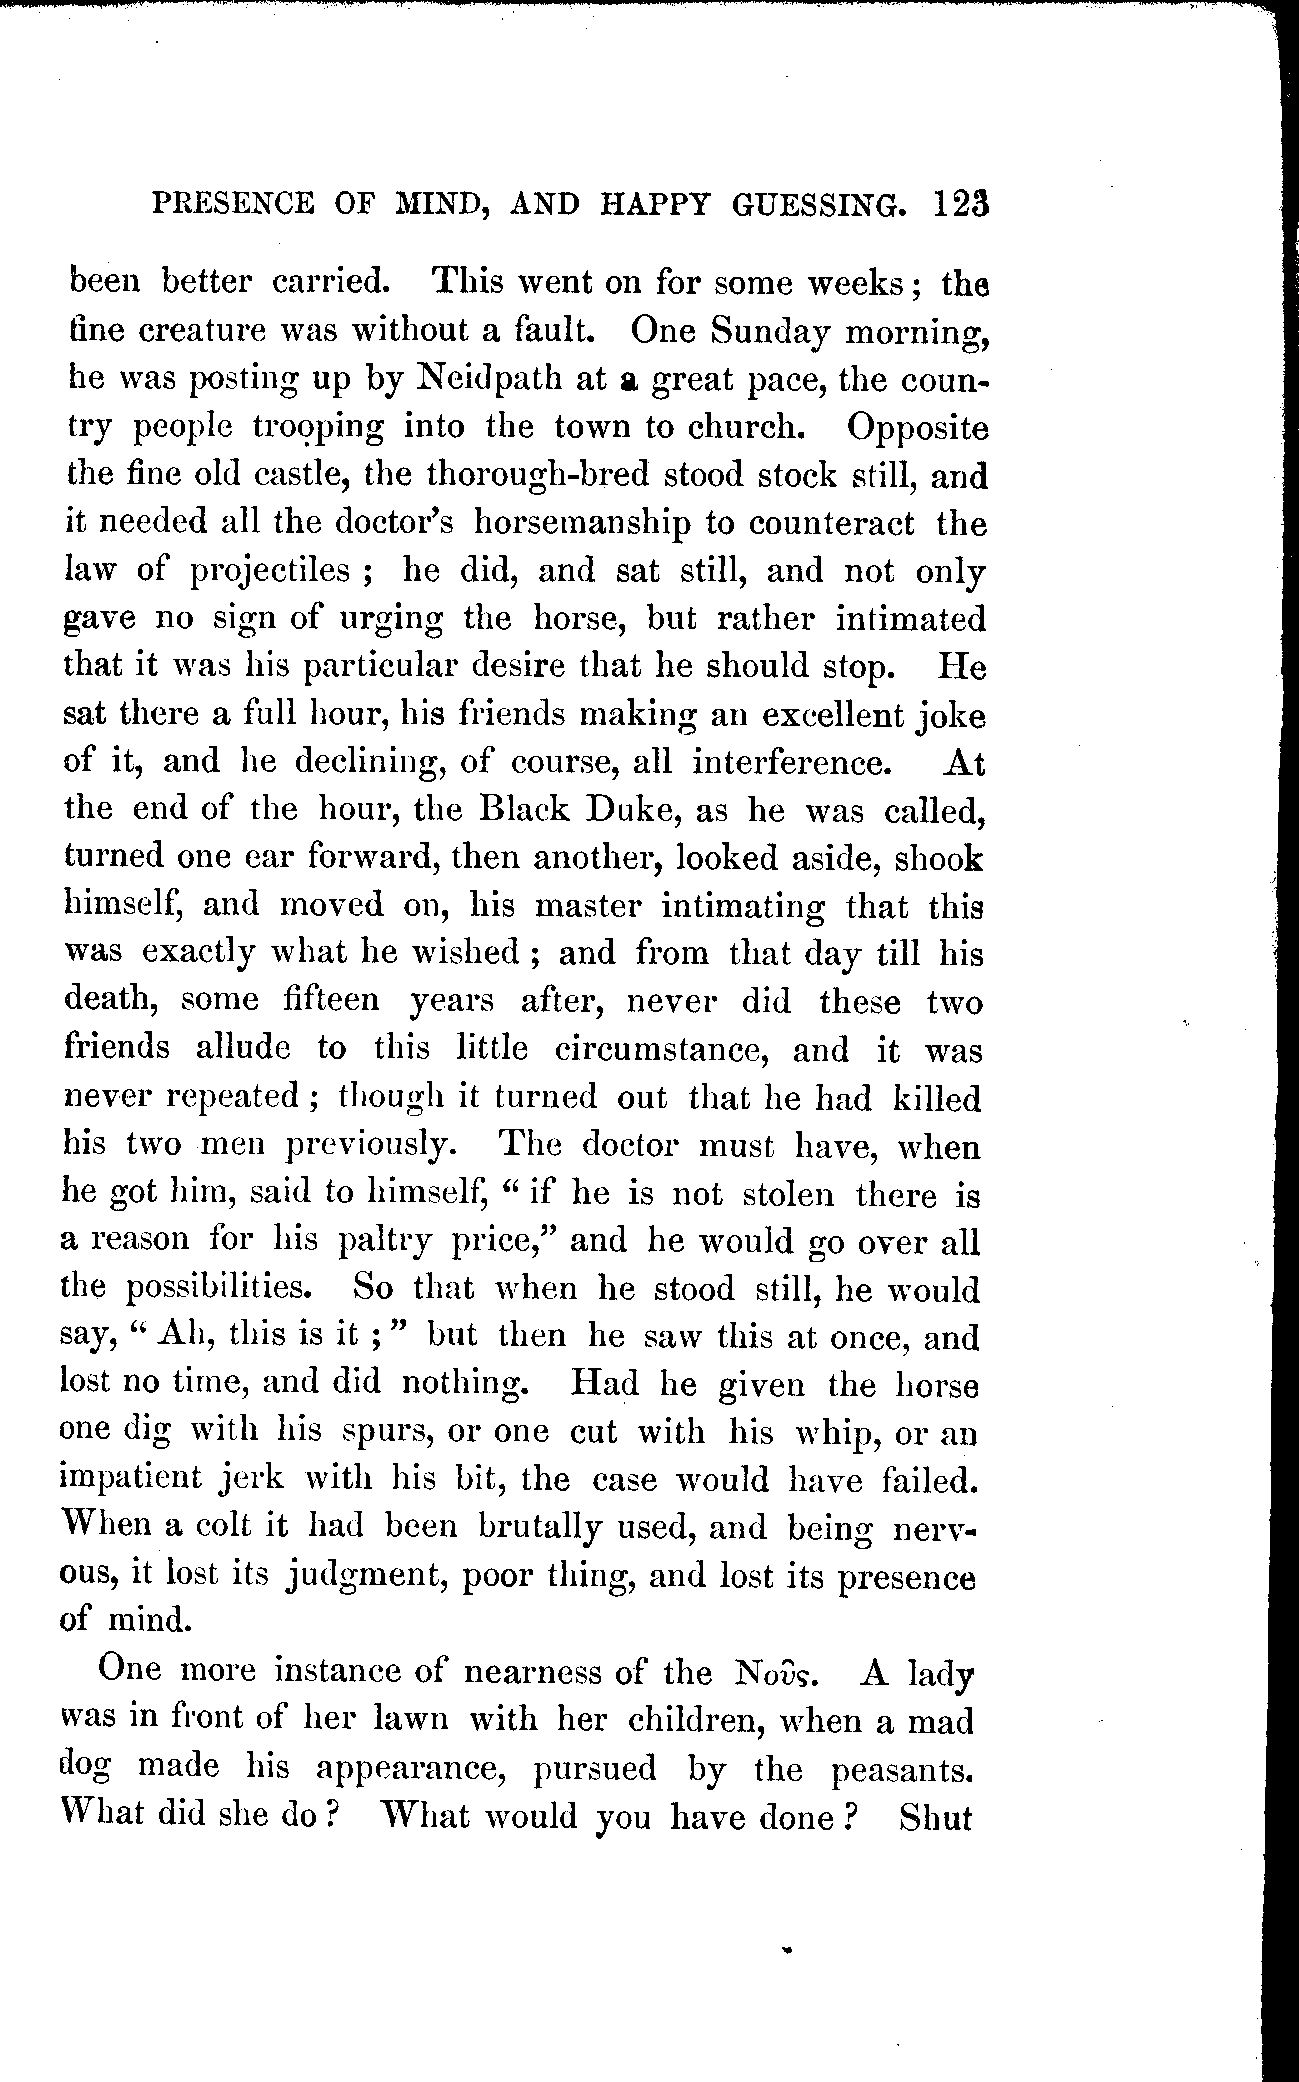 PRESENCE OF MIND, AND HAPPY GUESSING. 123
been better carried. This went on for some weeks; the
fine creature was without a fault. One Sunday morning,
he was posting up by Neidpath at a great pace, the coun-
try people trooping into the town to church. Opposite
the fine old castle, the thorough-bred stood stock still, and
it needed all the doctor's horsemanship to counteract the
law of projectiles ; he did, and sat still, and not only
gave no sign of urging the horse, but rather intimated
that it was his particular desire that he should stop. He
sat there a full hour, his friends making an excellent joke
of it, and he declining, of course, all interference. At
the end of the hour, the Black Duke, as he was called,
turned one ear forward, then another, looked aside, shook
himself, and moved on, his master intimating that this
was exactly what he wished ; and from that day till his
death, some fifteen years after, never did these two
friends allude to this little circumstance, and it was
never repeated ; though it turned out that he had killed
his two men previously. The doctor must have, when
he got him, said to himself, “ if he is not stolen there is
a reason for his paltry price,” and he would go over all
the possibilities. So that when he stood still, he would
say, “ Ah, this is it ; ” but then he saw this at once, and
lost no time, and did nothing. Had he given the horse
one dig with his spurs, or one cut with his whip, or an
impatient jerk with his bit, the case would have failed.
When a colt it had been brutally used, and being nerv-
ous, it lost its judgment, poor thing, and lost its presence
of mind.
One more instance of nearness of the Νοῦς. A lady
was in front of her lawn with her children, when a mad
dog made his appearance, pursued by the peasants.
What did she do ? What would you have done ? Shut